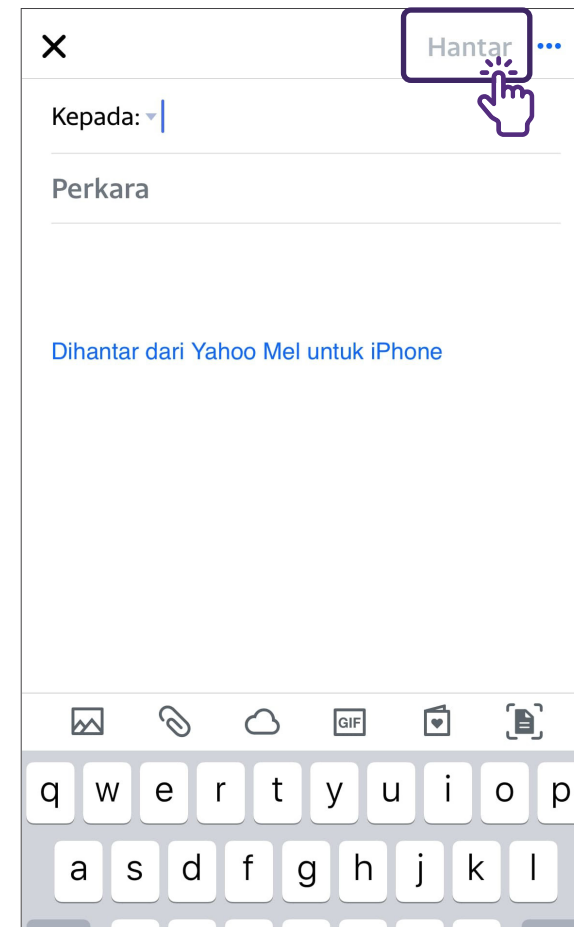 Hantar
Kepada:
Perkara
Dihantar dari Yahoo Mel untuk iPhone
GIF
q w e r t y u i o p
a s d f g h j k l